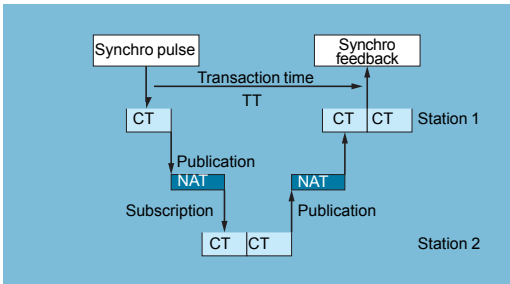 Synchro pulse
Synchro
feedback
Transaction time
TT
CT
CT CT
Station 1
Publication
NAT
NAT
Subscription
Publication
CT CT
Station 2